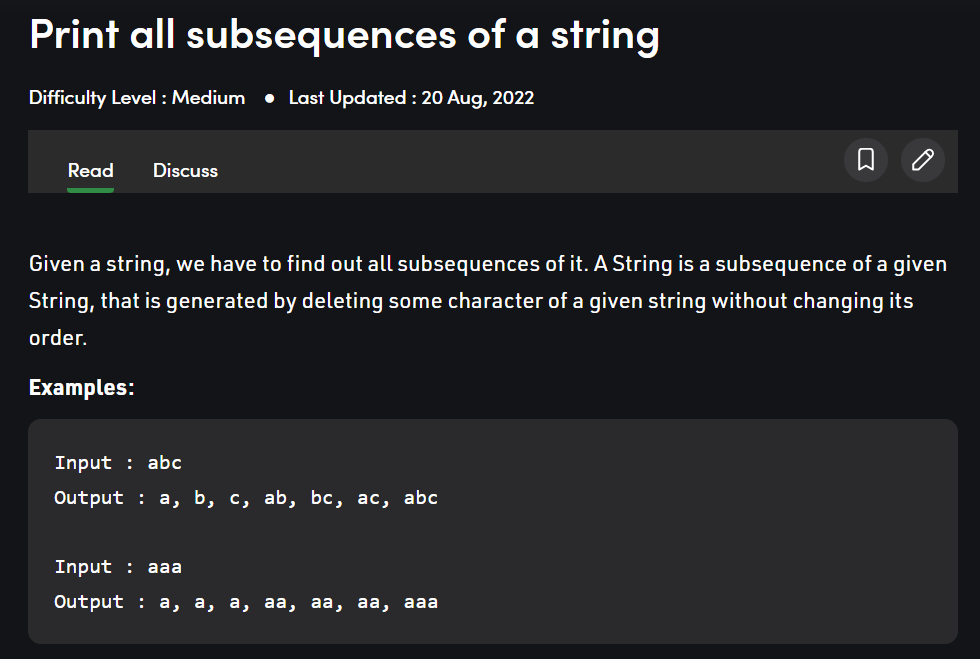 Print all subsequences of a string
Difficulty Level : Medium ● Last Updated : 20 Aug, 2022
Read Discuss
Given a string, we have to find out all subsequences of it. A String is a subsequence of a given
String, that is generated by deleting some character of a given string without changing its
order.
Examples:
Input : abc
Output : a, b, c, ab, bc, ac, abc
Input : aaa
Output : a, a, a, aa, aa, aa, aaa